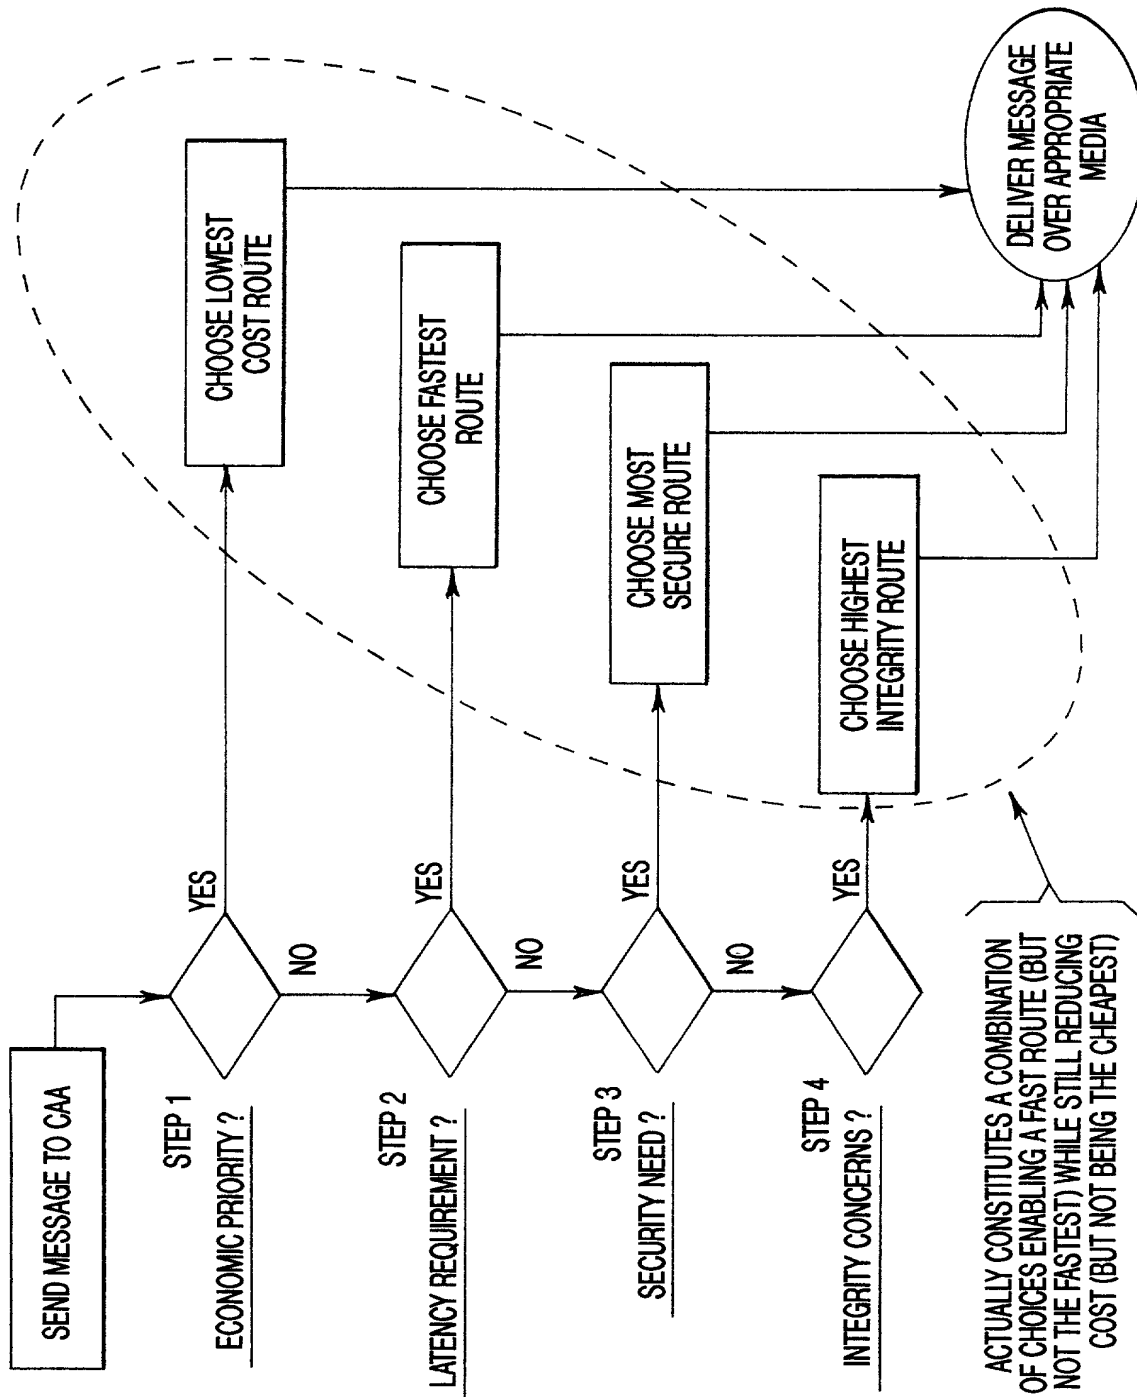 SEND MESSAGE TO CAA
STEP 1
ECONOMIC PRIORITY ?
YES
NO
CHOOSE LOWEST
COST ROUTE
STEP 2
LATENCY REQUIREMENT ?
YES
NO
CHOOSE FASTEST
ROUTE
STEP 3
SECURITY NEED ?
YES
NO
CHOOSE MOST
SECURE ROUTE
STEP 4
INTEGRITY CONCERNS ?
YES
CHOOSE HIGHEST
INTEGRITY ROUTE
DELIVER MESSAGE
OVER APPROPRIATE
MEDIA
ACTUALLY CONSTITUTES A COMBINATION
OF CHOICES ENABLING A FAST ROUTE (BUT
NOT THE FASTEST) WHILE STILL REDUCING
COST (BUT NOT BEING THE CHEAPEST)